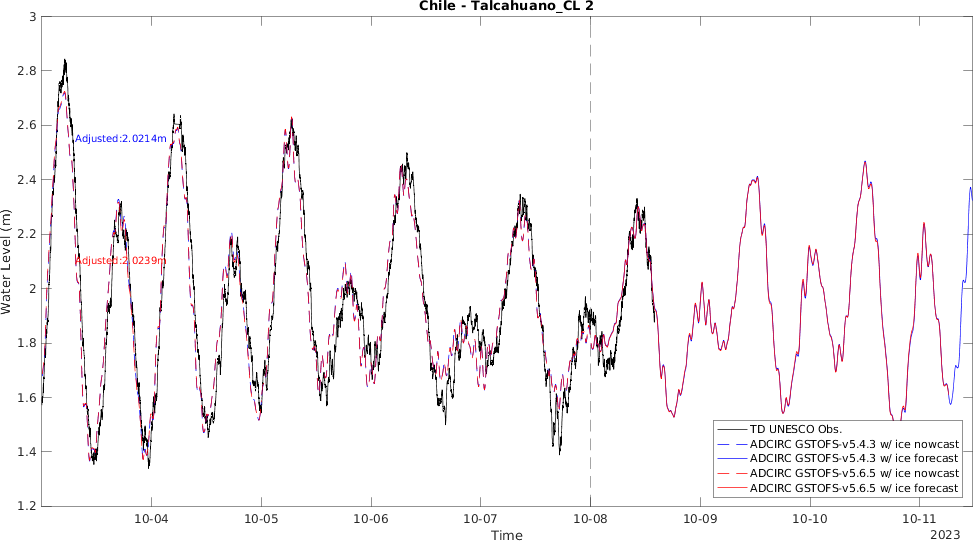 Chile - Talcahuano_CL 2
3
2.8
2.6
2.4
2.2
2
1.8
1.6
1.4
1.2
Water Level (m)
Adjusted:2.0214m
Adjusted:2.0239m
TD UNESCO Obs.
ADCIRC GSTOFS-v5.4.3 w/ ice nowcast
ADCIRC GSTOFS-v5.4.3 w/ ice forecast
ADCIRC GSTOFS-v5.6.5 w/ ice nowcast
ADCIRC GSTOFS-v5.6.5 w/ ice forecast
10-04 10-05 10-06 10-07 10-08 10-09 10-10 10-11
Time
2023